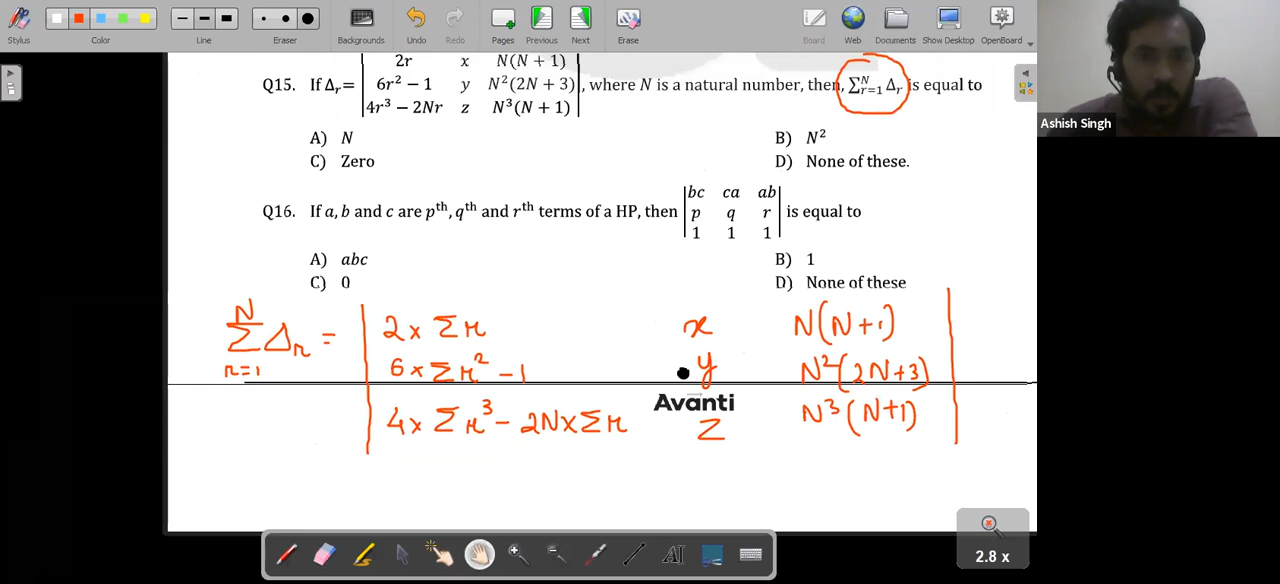 Stylus Color Line Eraser Backgrounds Undo Redo Pages Previous Next Erase Board Web Documents Show Desktop OpenBoard
Ashish Singh
2r x N(N + 1)
Q15. If Δr = 6r² − 1 y N²(2N + 3) , where N is a natural number, then, Σ_{r=1}^{N} Δr is equal to
4r³ − 2Nr z N³(N + 1)
A) N B) N²
C) Zero D) None of these.
bc ca ab
Q16. If a, b and c are pᵗʰ, qᵗʰ and rᵗʰ terms of a HP, then p q r is equal to
1 1 1
A) abc B) 1
C) 0 D) None of these
2 × Σr x N(N+1)
Σ_{r=1}^{N} Δr =
6 × Σr² − 1 y N²(2N+3)
Avanti
4 × Σr³ − 2N × Σr z N³(N+1)
2.8 x